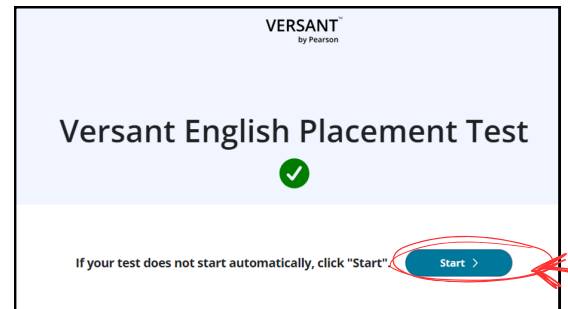 VERSANT™
by Pearson
Versant English Placement Test
If your test does not start automatically, click "Start".
Start >